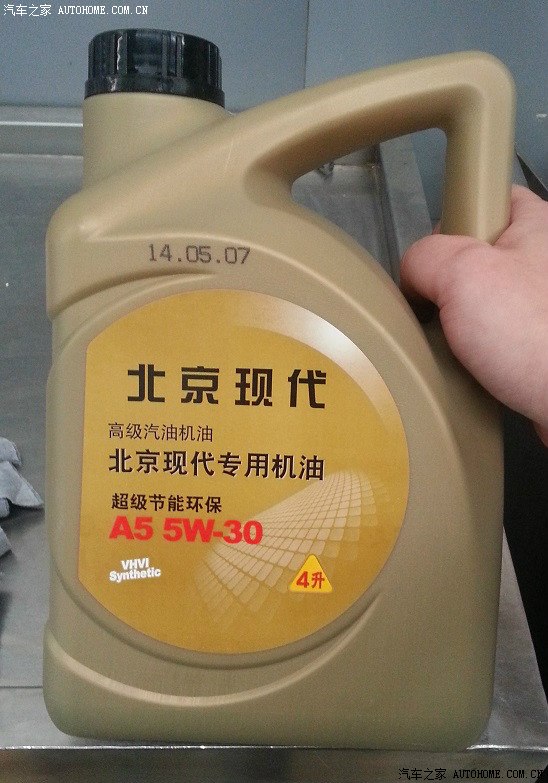 汽车之家 AUTOHOME.COM.CN
14.05.07
北京现代
高级汽油机油
北京现代专用机油
超级节能环保
A5 5W-30
VHVI
Synthetic
4升
汽车之家 AUTOHOME.COM.CN